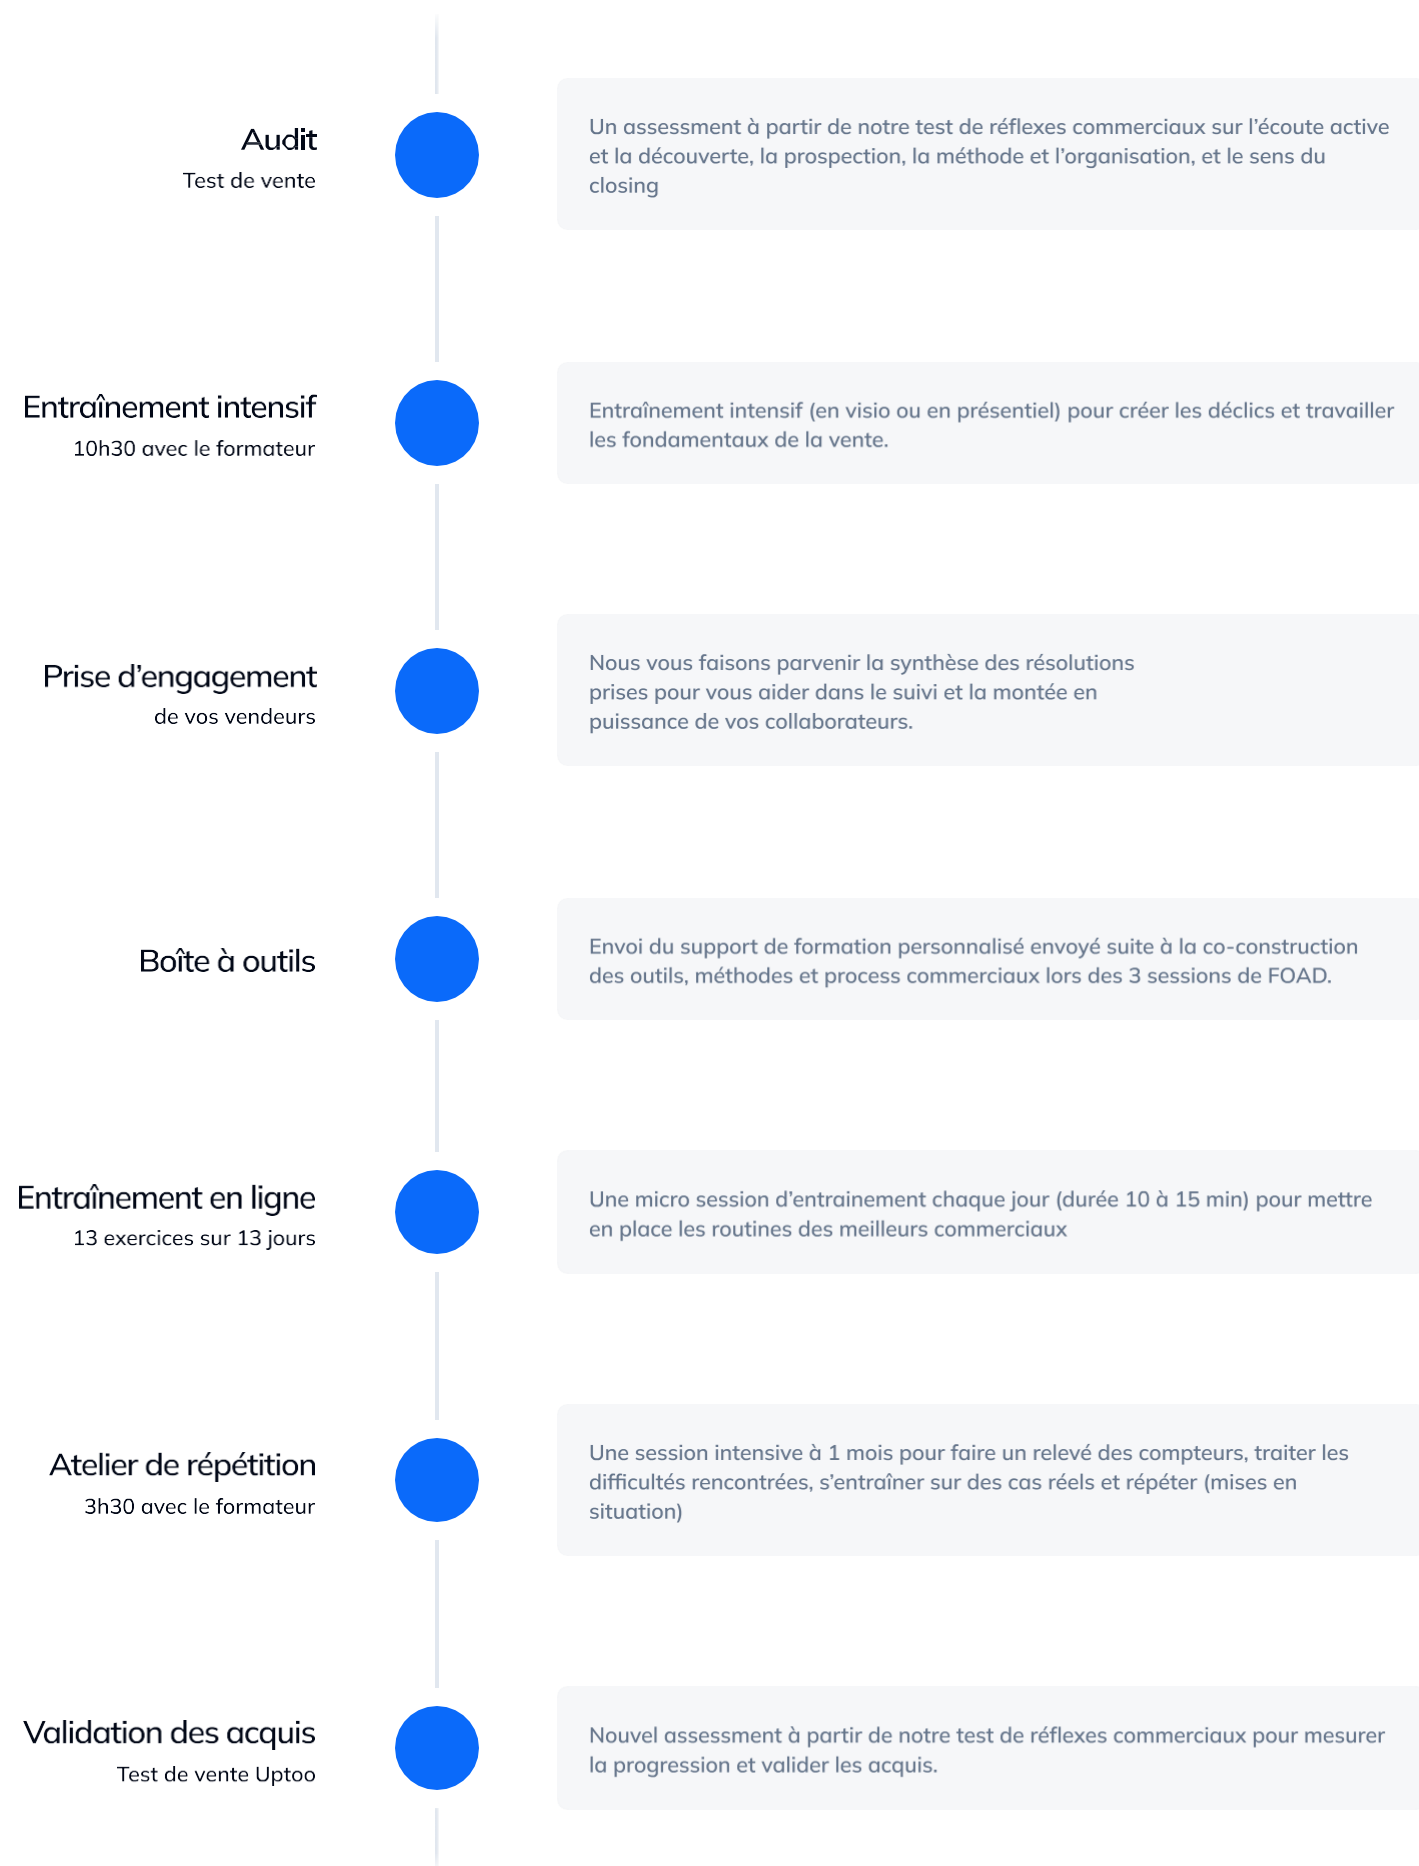 Audit
Test de vente
Un assessment à partir de notre test de réflexes commerciaux sur l’écoute active
et la découverte, la prospection, la méthode et l’organisation, et le sens du
closing
Entraînement intensif
10h30 avec le formateur
Entraînement intensif (en visio ou en présentiel) pour créer les déclics et travailler
les fondamentaux de la vente.
Prise d’engagement
de vos vendeurs
Nous vous faisons parvenir la synthèse des résolutions
prises pour vous aider dans le suivi et la montée en
puissance de vos collaborateurs.
Boîte à outils
Envoi du support de formation personnalisé envoyé suite à la co-construction
des outils, méthodes et process commerciaux lors des 3 sessions de FOAD.
Entraînement en ligne
13 exercices sur 13 jours
Une micro session d’entrainement chaque jour (durée 10 à 15 min) pour mettre
en place les routines des meilleurs commerciaux
Atelier de répétition
3h30 avec le formateur
Une session intensive à 1 mois pour faire un relevé des compteurs, traiter les
difficultés rencontrées, s’entraîner sur des cas réels et répéter (mises en
situation)
Validation des acquis
Test de vente Uptoo
Nouvel assessment à partir de notre test de réflexes commerciaux pour mesurer
la progression et valider les acquis.